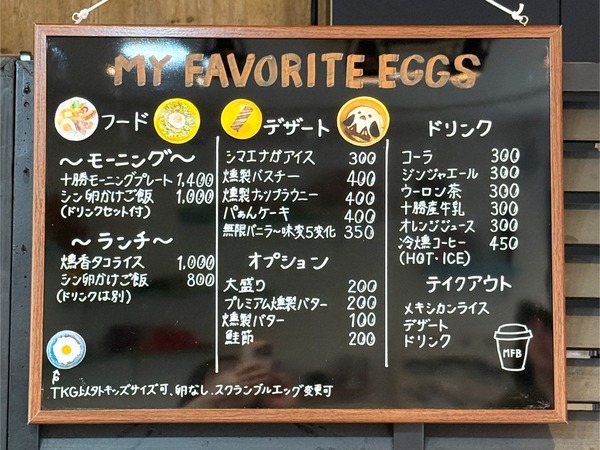 MY FAVORITE EGGS
フード
～モーニング～
十勝モーニングプレート 1,400
シン卵かけご飯 1,000
(ドリンクセット付)
～ランチ～
燻香タコライス 1,000
シン卵かけご飯 800
(ドリンクは別)
デザート
シマエナガアイス 300
燻製バスチー 400
燻製ナッツブラウニー 400
パぁんケーキ 400
無限バニラ～味変5変化 350
オプション
大盛り 200
プレミアム燻製バター 200
燻製バター 100
鮭節 200
ドリンク
コーラ 300
ジンジャエール 300
ウーロン茶 300
十勝産牛乳 300
オレンジジュース 300
冷燻コーヒー 450
(HOT・ICE)
テイクアウト
メキシカンライス
デザート
ドリンク
MFB
TKG以外キッズサイズ可、卵なし、スクランブルエッグ変更可